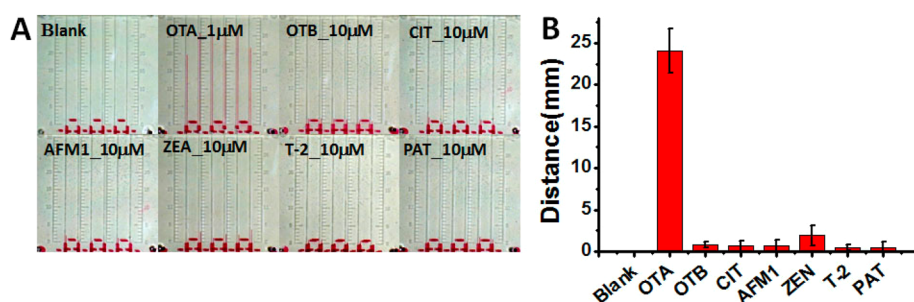 A
Blank
OTA_1µM
OTB_10µM
CIT_10µM
AFM1_10µM
ZEA_10µM
T-2_10µM
PAT_10µM
B
Distance(mm)
25
20
15
10
5
0
Blank
OTA
OTB
CIT
AFM1
ZEN
T-2
PAT